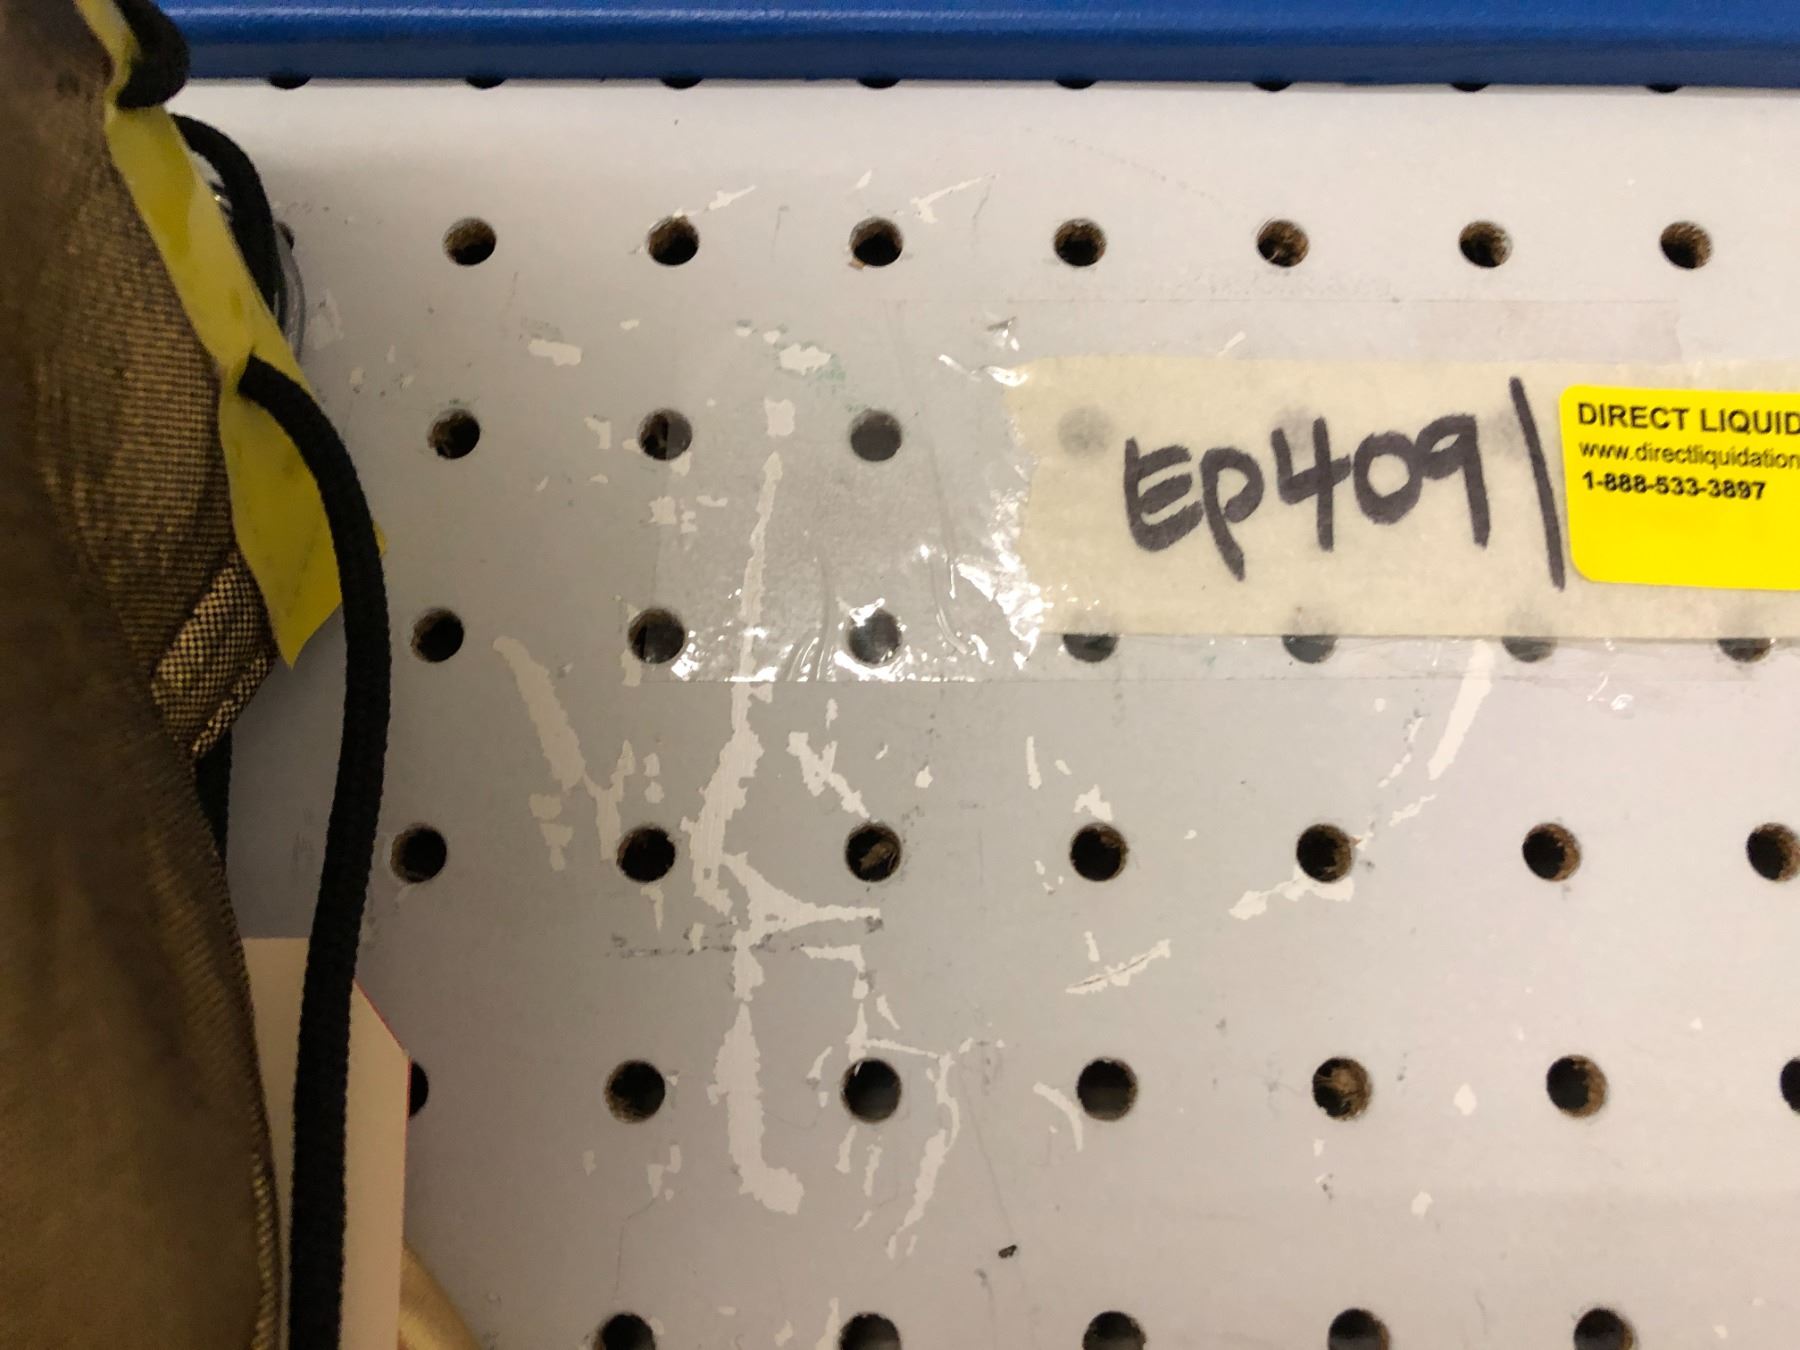 EP409|
DIRECT LIQUID
www.directliquidation
1-888-533-3897